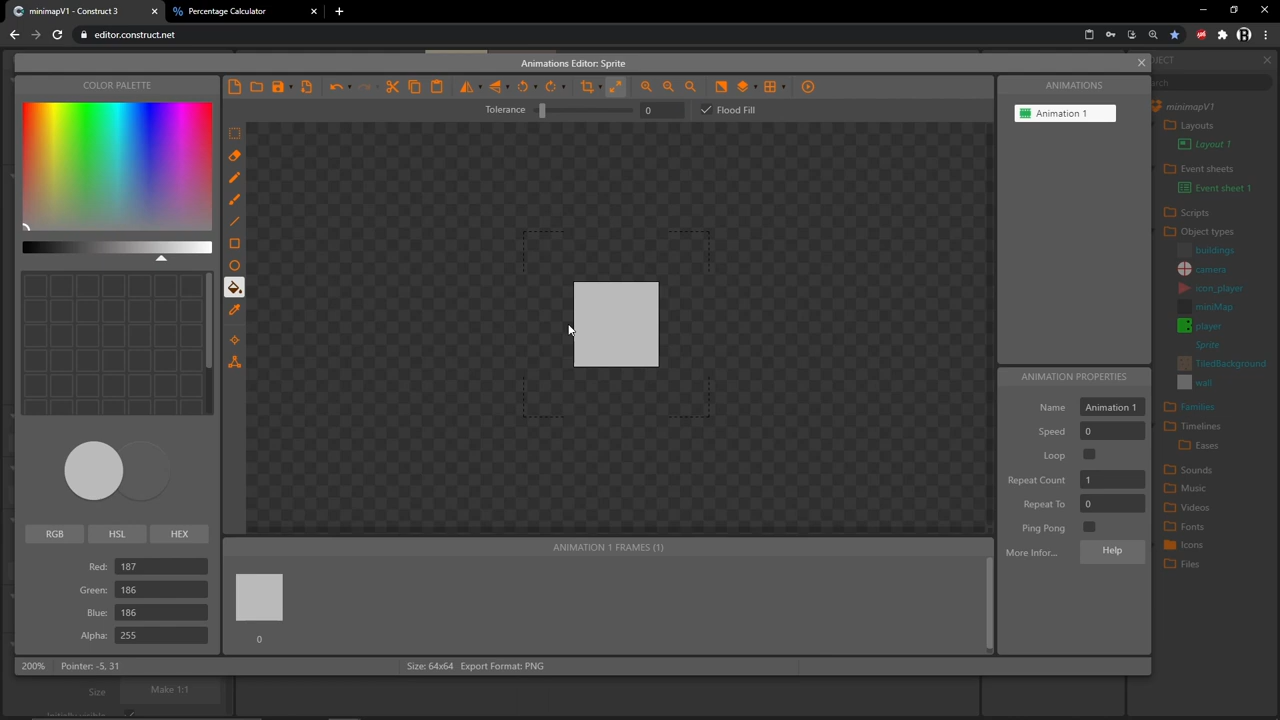 minimapV1 - Construct 3
Percentage Calculator
editor.construct.net
Animations Editor: Sprite
COLOR PALETTE
ANIMATIONS
Tolerance
0
Flood Fill
Animation 1
minimapV1
Layouts
Layout 1
Event sheets
Event sheet 1
Scripts
Object types
buildings
camera
icon_player
miniMap
player
Sprite
TiledBackground
wall
Families
Timelines
Eases
Sounds
Music
Videos
Fonts
Icons
Files
ANIMATION PROPERTIES
Name Animation 1
Speed 0
Loop
Repeat Count 1
Repeat To 0
Ping Pong
More Infor... Help
RGB HSL HEX
Red: 187
Green: 186
Blue: 186
Alpha: 255
ANIMATION 1 FRAMES (1)
0
200% Pointer: -5, 31
Size: 64x64 Export Format: PNG
Size Make 1:1